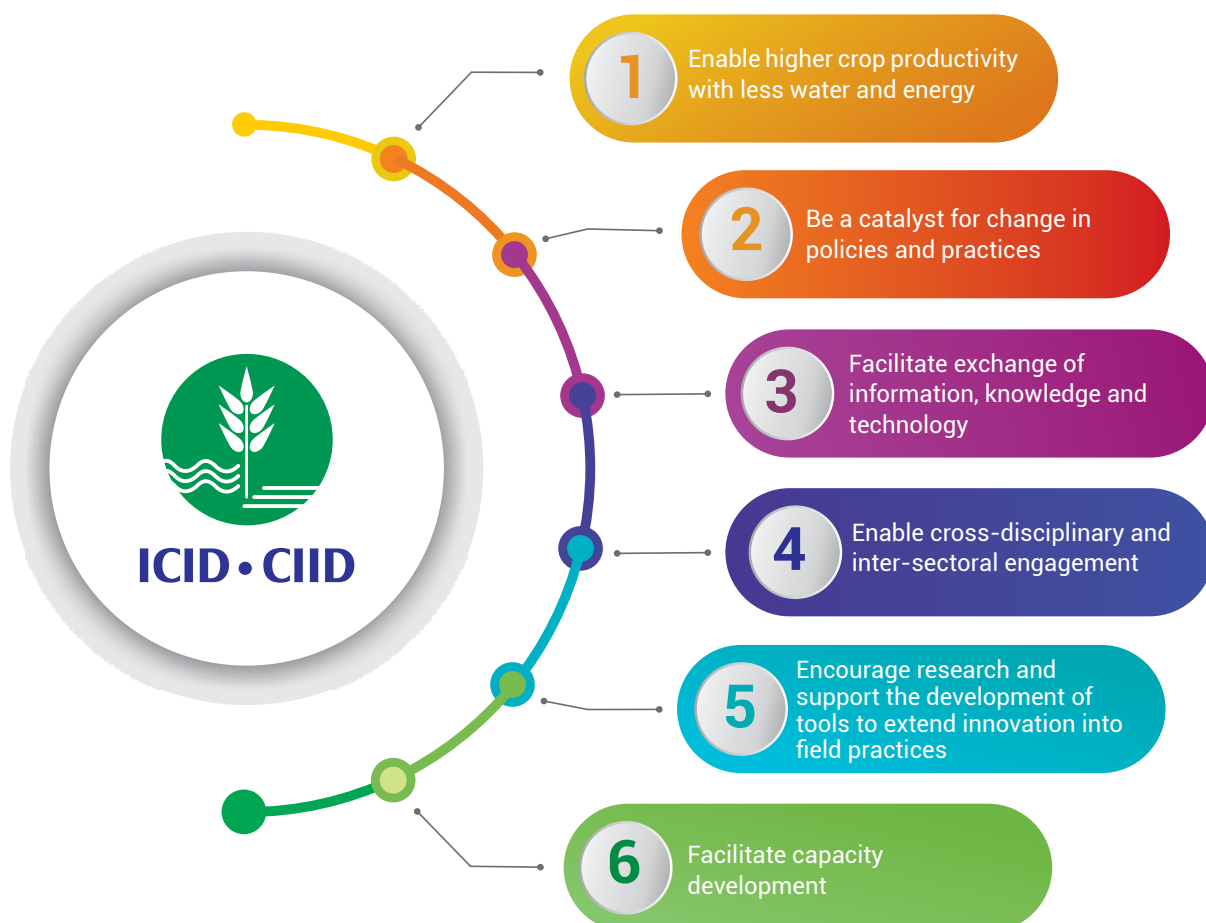 1
Enable higher crop productivity
with less water and energy
2
Be a catalyst for change in
policies and practices
3
Facilitate exchange of
information, knowledge and
technology
ICID • CIID
4
Enable cross-disciplinary and
inter-sectoral engagement
5
Encourage research and
support the development of
tools to extend innovation into
field practices
6
Facilitate capacity
development